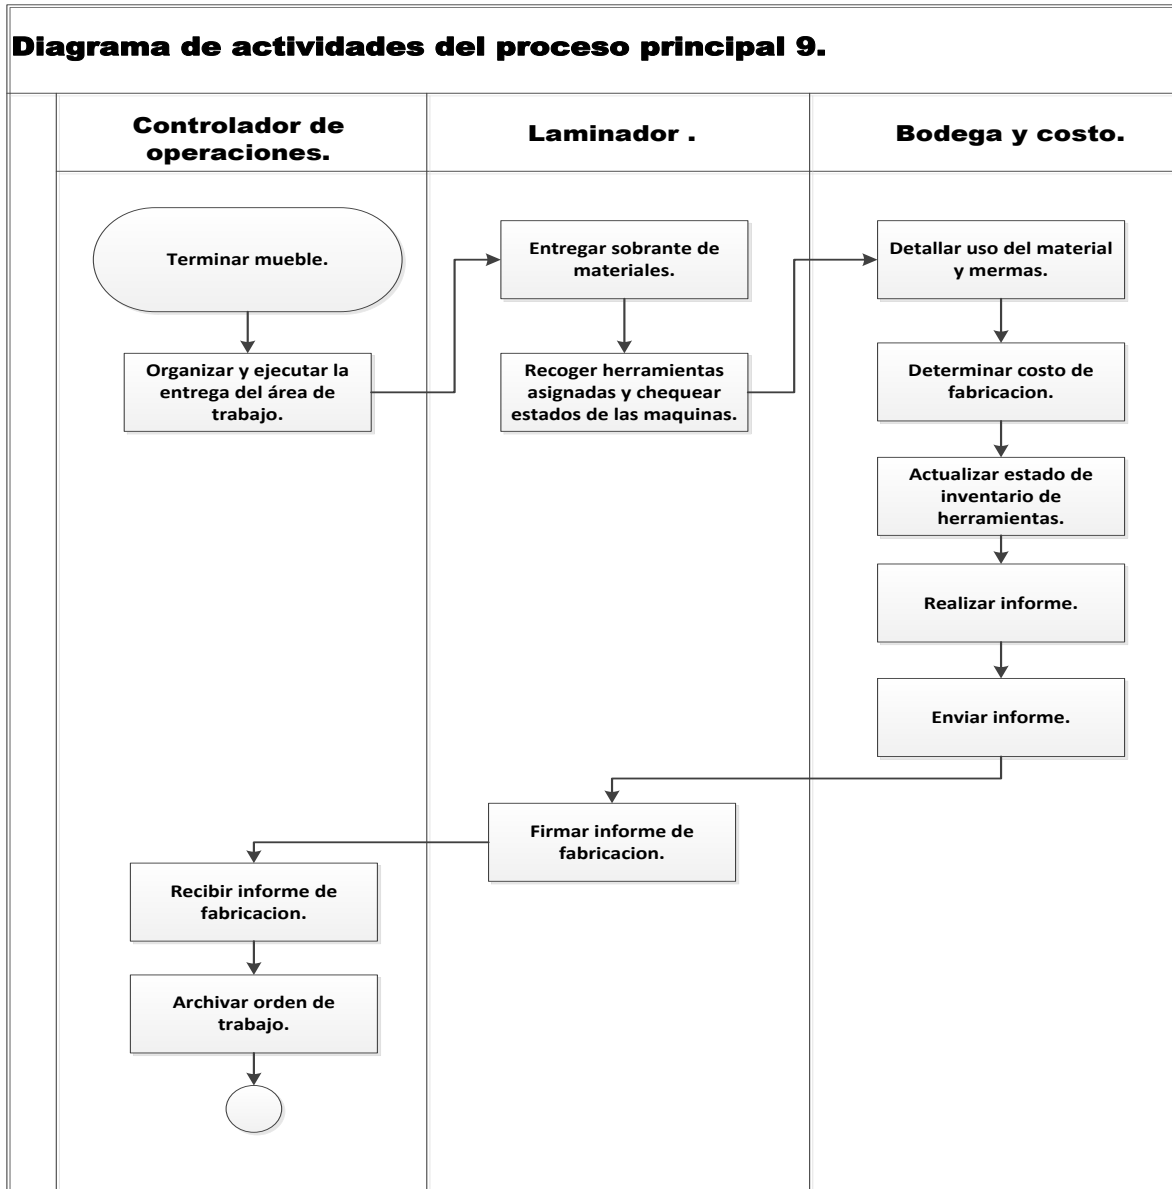 Diagrama de actividades del proceso principal 9.
Controlador de
operaciones.
Laminador .
Bodega y costo.
Terminar mueble.
Organizar y ejecutar la
entrega del área de
trabajo.
Entregar sobrante de
materiales.
Recoger herramientas
asignadas y chequear
estados de las maquinas.
Detallar uso del material
y mermas.
Determinar costo de
fabricacion.
Actualizar estado de
inventario de
herramientas.
Realizar informe.
Enviar informe.
Firmar informe de
fabricacion.
Recibir informe de
fabricacion.
Archivar orden de
trabajo.